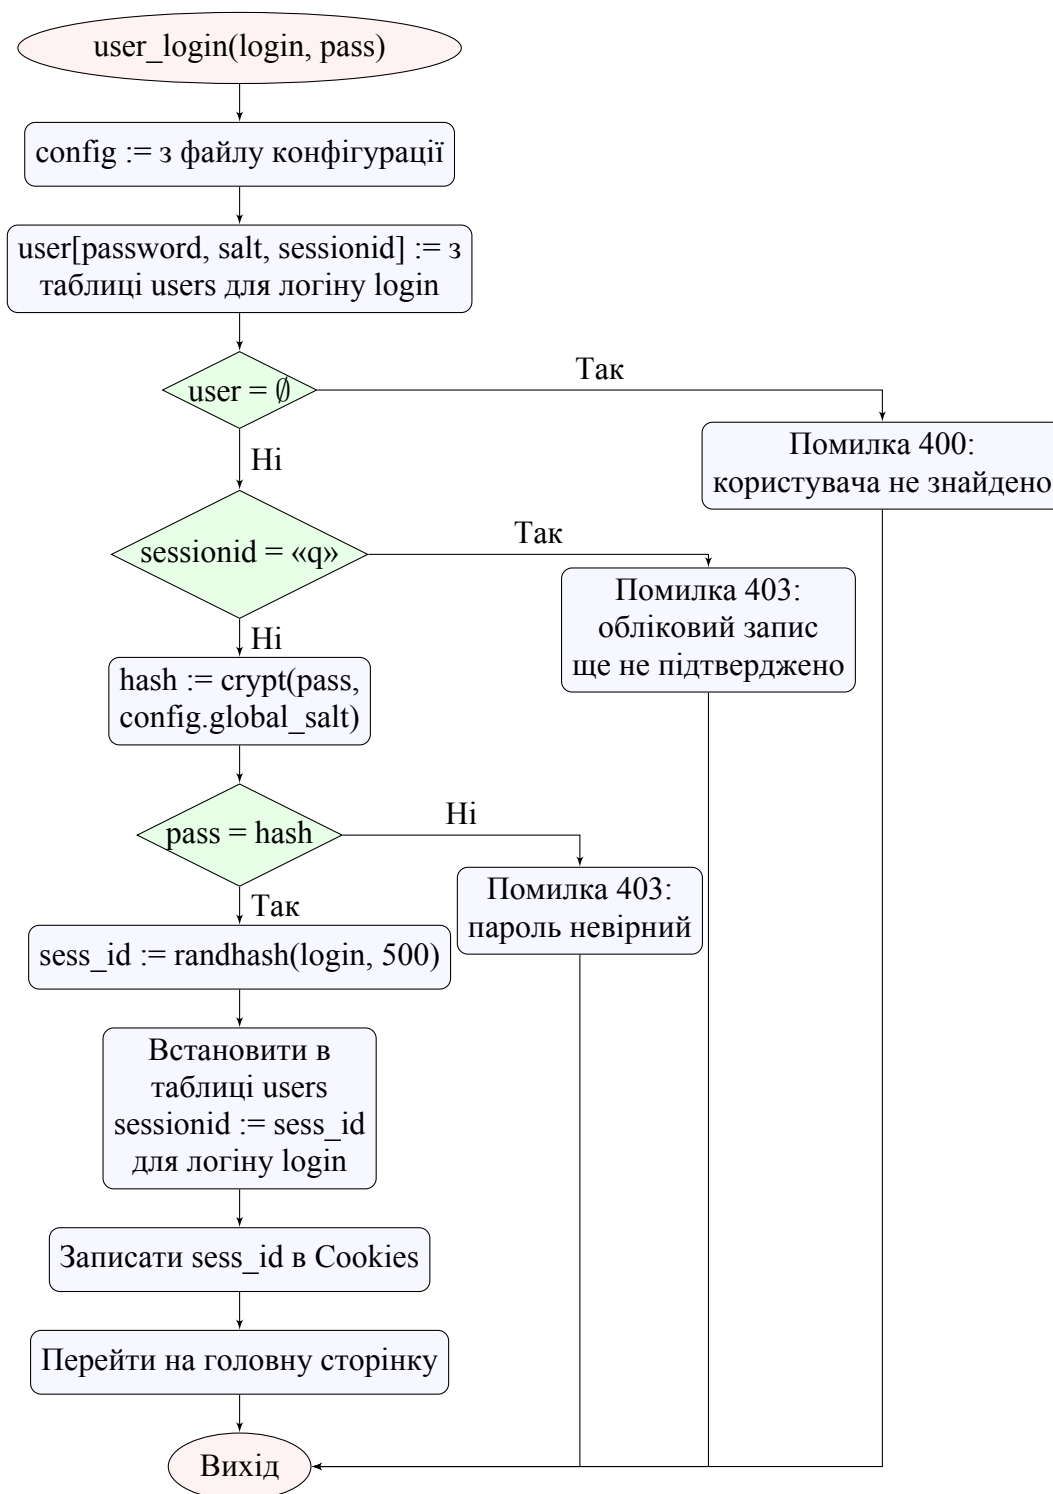 user_login(login, pass)
config := з файлу конфігурації
user[password, salt, sessionid] := з
таблиці users для логіну login
user = ∅
Так
Ні
Помилка 400:
користувача не знайдено
sessionid = «q»
Так
Ні
Помилка 403:
обліковий запис
ще не підтверджено
hash := crypt(pass,
config.global_salt)
pass = hash
Ні
Так
Помилка 403:
пароль невірний
sess_id := randhash(login, 500)
Встановити в
таблиці users
sessionid := sess_id
для логіну login
Записати sess_id в Cookies
Перейти на головну сторінку
Вихід